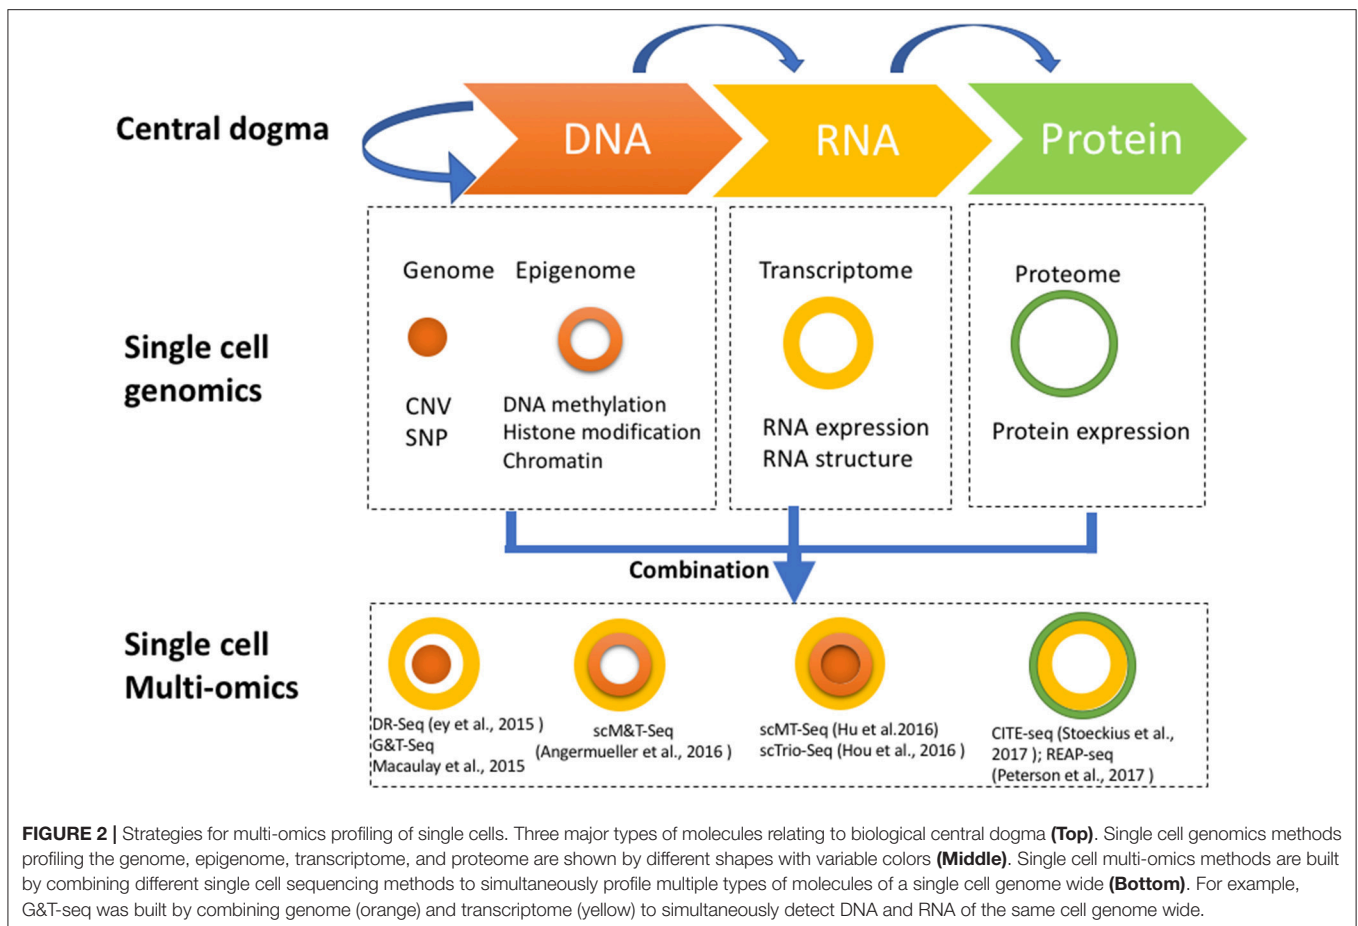 Central dogma
DNA
RNA
Protein
Genome
Epigenome
Transcriptome
Proteome
Single cell
genomics
CNV
SNP
DNA methylation
Histone modification
Chromatin
RNA expression
RNA structure
Protein expression
Combination
Single cell
Multi-omics
DR-Seq (ey et al., 2015 )
G&T-Seq
Macaulay et al., 2015
scM&T-Seq
(Angermueller et al., 2016 )
scMT-Seq (Hu et al.2016)
scTrio-Seq (Hou et al., 2016 )
CITE-seq (Stoeckius et al.,
2017 ); REAP-seq
(Peterson et al., 2017 )
FIGURE 2 | Strategies for multi-omics profiling of single cells. Three major types of molecules relating to biological central dogma (Top). Single cell genomics methods
profiling the genome, epigenome, transcriptome, and proteome are shown by different shapes with variable colors (Middle). Single cell multi-omics methods are built
by combining different single cell sequencing methods to simultaneously profile multiple types of molecules of a single cell genome wide (Bottom). For example,
G&T-seq was built by combining genome (orange) and transcriptome (yellow) to simultaneously detect DNA and RNA of the same cell genome wide.